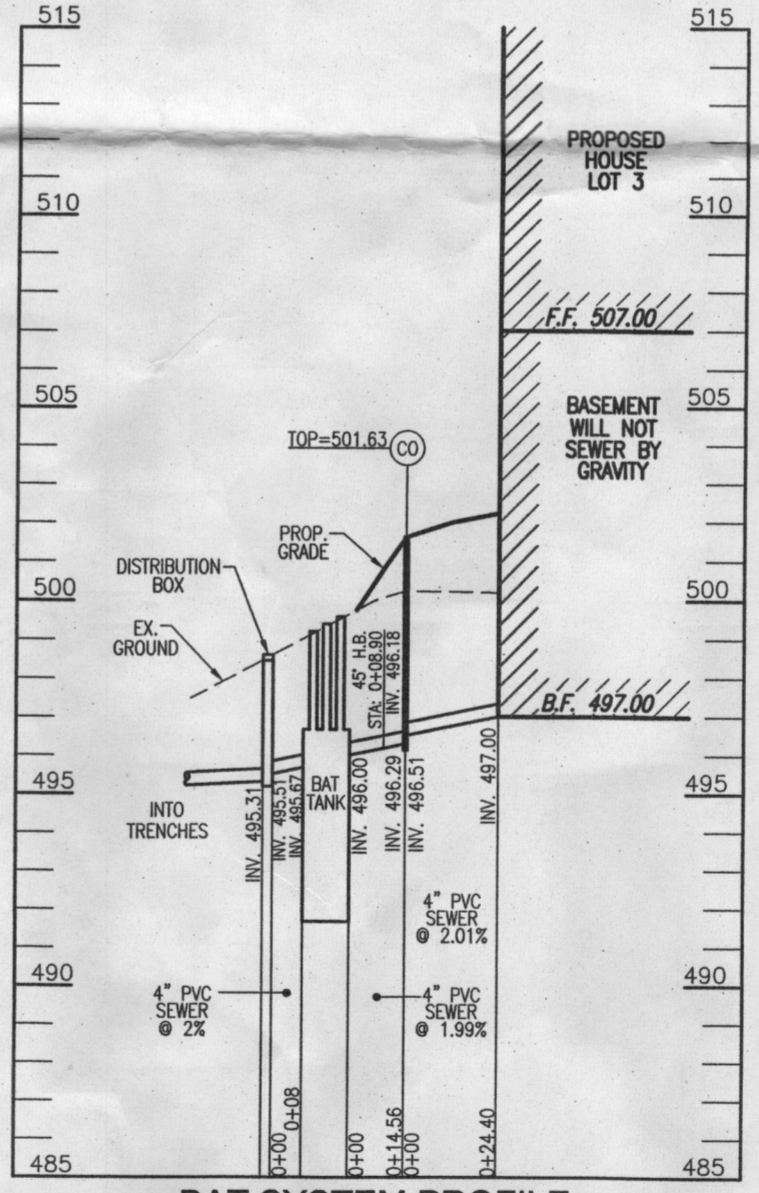 515
515
PROPOSED
HOUSE
LOT 3
510
510
F.F. 507.00
505
505
BASEMENT
WILL NOT
SEWER BY
GRAVITY
TOP=501.63
CO
PROP.
GRADE
DISTRIBUTION
BOX
500
500
EX.
GROUND
45° H.B.
STA: 0+08.90
INV. 496.18
B.F. 497.00
495
495
INTO
TRENCHES
INV. 495.31
INV. 495.51
INV. 495.67
BAT
TANK
INV. 496.00
INV. 496.29
INV. 496.51
INV. 497.00
4" PVC
SEWER
@ 2.01%
490
490
4" PVC
SEWER
@ 2%
4" PVC
SEWER
@ 1.99%
0+00
0+08
0+00
0+14.56
0+00
0+24.40
485
485
BAT SYSTEM PROFILE